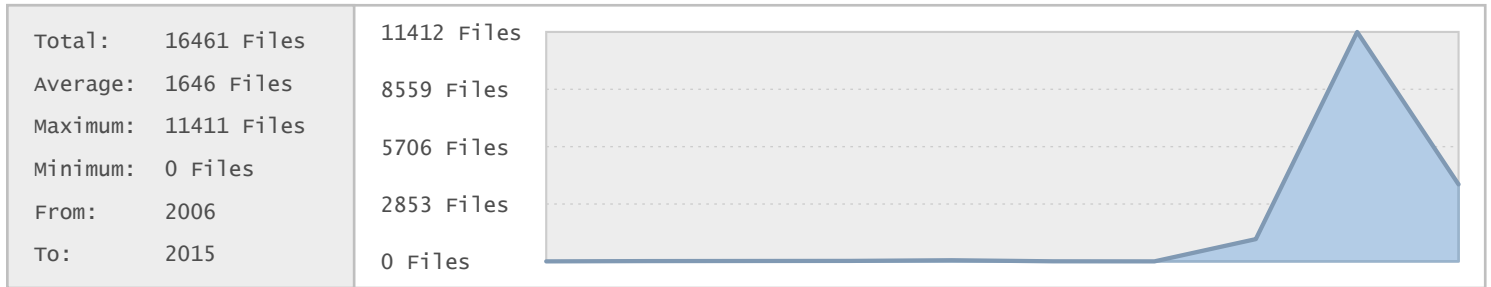 Total: 16461 Files
Average: 1646 Files
Maximum: 11411 Files
Minimum: 0 Files
From: 2006
To: 2015
11412 Files
8559 Files
5706 Files
2853 Files
0 Files